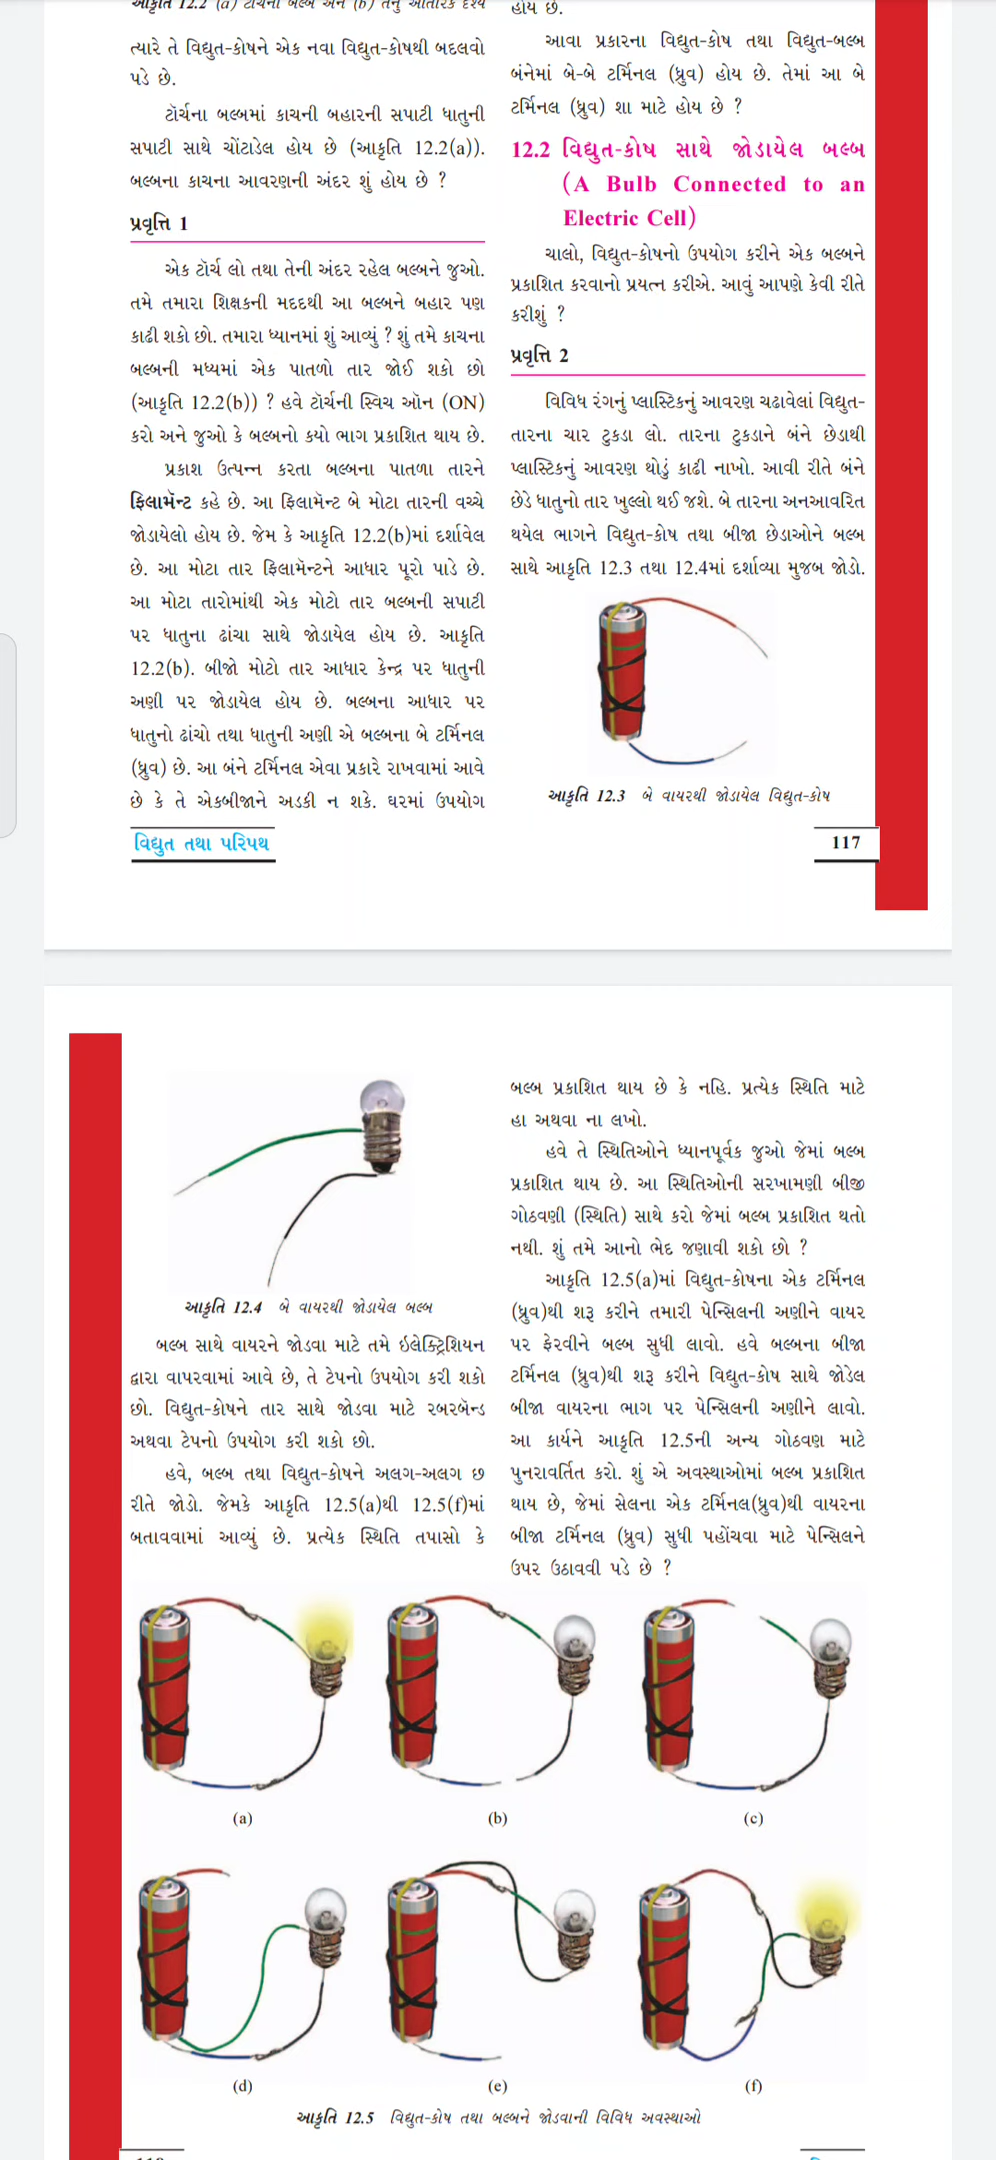 આકૃતિ 12.2 (a) ટૉર્ચનો બલ્બ અને (b) તેનું આંતરિક દૃશ્ય
ત્યારે તે વિદ્યુત-કોષને એક નવા વિદ્યુત-કોષથી બદલવો
પડે છે.
ટૉર્ચના બલ્બમાં કાચની બહારની સપાટી ધાતુની
સપાટી સાથે ચોંટાડેલ હોય છે (આકૃતિ 12.2(a)).
બલ્બના કાચના આવરણની અંદર શું હોય છે ?
પ્રવૃત્તિ 1
એક ટૉર્ચ લો તથા તેની અંદર રહેલ બલ્બને જુઓ.
તમે તમારા શિક્ષકની મદદથી આ બલ્બને બહાર પણ
કાઢી શકો છો. તમારા ધ્યાનમાં શું આવ્યું ? શું તમે કાચના
બલ્બની મધ્યમાં એક પાતળો તાર જોઈ શકો છો
(આકૃતિ 12.2(b)) ? હવે ટૉર્ચની સ્વિચ ઑન (ON)
કરો અને જુઓ કે બલ્બનો કયો ભાગ પ્રકાશિત થાય છે.
પ્રકાશ ઉત્પન્ન કરતા બલ્બના પાતળા તારને
ફિલામૅન્ટ કહે છે. આ ફિલામૅન્ટ બે મોટા તારની વચ્ચે
જોડાયેલો હોય છે. જેમ કે આકૃતિ 12.2(b)માં દર્શાવેલ
છે. આ મોટા તાર ફિલામૅન્ટને આધાર પૂરો પાડે છે.
આ મોટા તારોમાંથી એક મોટો તાર બલ્બની સપાટી
પર ધાતુના ઢાંચા સાથે જોડાયેલ હોય છે. આકૃતિ
12.2(b). બીજો મોટો તાર આધાર કેન્દ્ર પર ધાતુની
અણી પર જોડાયેલ હોય છે. બલ્બના આધાર પર
ધાતુનો ઢાંચો તથા ધાતુની અણી એ બલ્બના બે ટર્મિનલ
(ધ્રુવ) છે. આ બંને ટર્મિનલ એવા પ્રકારે રાખવામાં આવે
છે કે તે એકબીજાને અડકી ન શકે. ઘરમાં ઉપયોગ
હોય છે.
આવા પ્રકારના વિદ્યુત-કોષ તથા વિદ્યુત-બલ્બ
બંનેમાં બે-બે ટર્મિનલ (ધ્રુવ) હોય છે. તેમાં આ બે
ટર્મિનલ (ધ્રુવ) શા માટે હોય છે ?
12.2 વિદ્યુત-કોષ સાથે જોડાયેલ બલ્બ
(A Bulb Connected to an
Electric Cell)
ચાલો, વિદ્યુત-કોષનો ઉપયોગ કરીને એક બલ્બને
પ્રકાશિત કરવાનો પ્રયત્ન કરીએ. આવું આપણે કેવી રીતે
કરીશું ?
પ્રવૃત્તિ 2
વિવિધ રંગનું પ્લાસ્ટિકનું આવરણ ચઢાવેલાં વિદ્યુત-
તારના ચાર ટુકડા લો. તારના ટુકડાને બંને છેડાથી
પ્લાસ્ટિકનું આવરણ થોડું કાઢી નાખો. આવી રીતે બંને
છેડે ધાતુનો તાર ખુલ્લો થઈ જશે. બે તારના અનઆવરિત
થયેલ ભાગને વિદ્યુત-કોષ તથા બીજા છેડાઓને બલ્બ
સાથે આકૃતિ 12.3 તથા 12.4માં દર્શાવ્યા મુજબ જોડો.
આકૃતિ 12.3 બે વાયરથી જોડાયેલ વિદ્યુત-કોષ
વિદ્યુત તથા પરિપથ
117
આકૃતિ 12.4 બે વાયરથી જોડાયેલ બલ્બ
બલ્બ સાથે વાયરને જોડવા માટે તમે ઇલેક્ટ્રિશિયન
દ્વારા વાપરવામાં આવે છે, તે ટેપનો ઉપયોગ કરી શકો
છો. વિદ્યુત-કોષને તાર સાથે જોડવા માટે રબરબૅન્ડ
અથવા ટેપનો ઉપયોગ કરી શકો છો.
હવે, બલ્બ તથા વિદ્યુત-કોષને અલગ-અલગ છ
રીતે જોડો. જેમકે આકૃતિ 12.5(a)થી 12.5(f)માં
બતાવવામાં આવ્યું છે. પ્રત્યેક સ્થિતિ તપાસો કે
બલ્બ પ્રકાશિત થાય છે કે નહિ. પ્રત્યેક સ્થિતિ માટે
હા અથવા ના લખો.
હવે તે સ્થિતિઓને ધ્યાનપૂર્વક જુઓ જેમાં બલ્બ
પ્રકાશિત થાય છે. આ સ્થિતિઓની સરખામણી બીજી
ગોઠવણી (સ્થિતિ) સાથે કરો જેમાં બલ્બ પ્રકાશિત થતો
નથી. શું તમે આનો ભેદ જણાવી શકો છો ?
આકૃતિ 12.5(a)માં વિદ્યુત-કોષના એક ટર્મિનલ
(ધ્રુવ)થી શરૂ કરીને તમારી પેન્સિલની અણીને વાયર
પર ફેરવીને બલ્બ સુધી લાવો. હવે બલ્બના બીજા
ટર્મિનલ (ધ્રુવ)થી શરૂ કરીને વિદ્યુત-કોષ સાથે જોડેલ
બીજા વાયરના ભાગ પર પેન્સિલની અણીને લાવો.
આ કાર્યને આકૃતિ 12.5ની અન્ય ગોઠવણ માટે
પુનરાવર્તિત કરો. શું એ અવસ્થાઓમાં બલ્બ પ્રકાશિત
થાય છે, જેમાં સેલના એક ટર્મિનલ(ધ્રુવ)થી વાયરના
બીજા ટર્મિનલ (ધ્રુવ) સુધી પહોંચવા માટે પેન્સિલને
ઉપર ઉઠાવવી પડે છે ?
(a)
(b)
(c)
(d)
(e)
(f)
આકૃતિ 12.5 વિદ્યુત-કોષ તથા બલ્બને જોડવાની વિવિધ અવસ્થાઓ